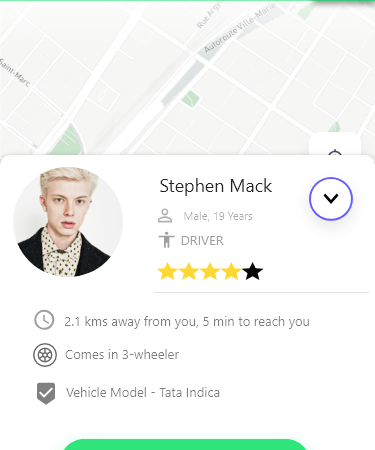 Rue Arg
Autoroute Ville-Marie
Saint-Marc
Stephen Mack
Male, 19 Years
DRIVER
2.1 kms away from you, 5 min to reach you
Comes in 3-wheeler
Vehicle Model - Tata Indica